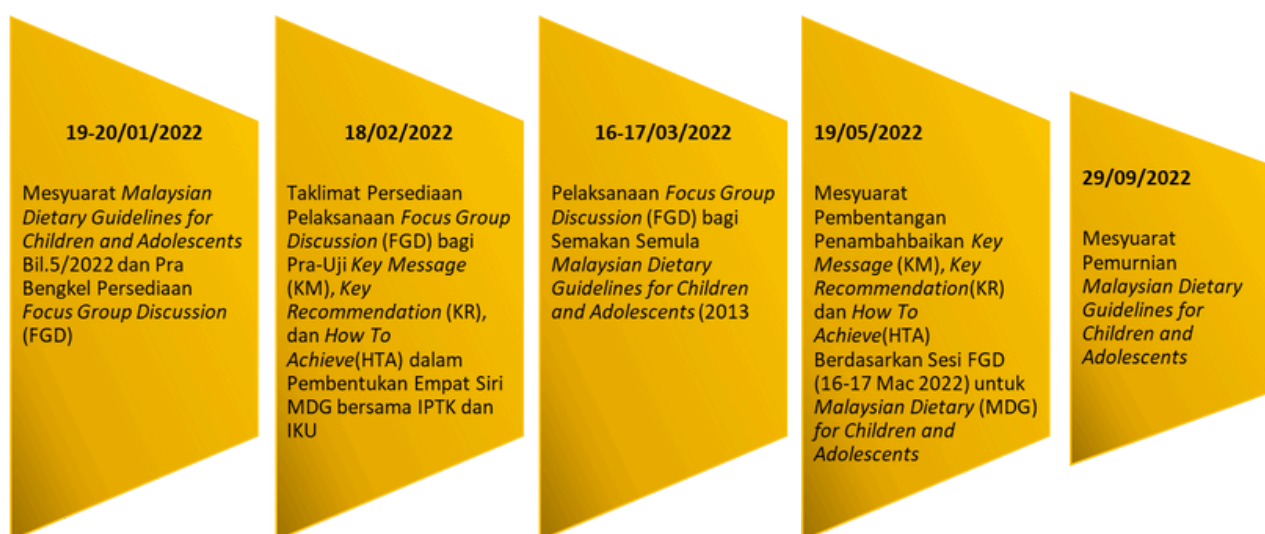 19-20/01/2022
Mesyuarat Malaysian
Dietary Guidelines for
Children and Adolescents
Bil.5/2022 dan Pra
Bengkel Persediaan
Focus Group Discussion
(FGD)
18/02/2022
Taklimat Persediaan
Pelaksanaan Focus Group
Discussion (FGD) bagi
Pra-Uji Key Message
(KM), Key
Recommendation (KR),
dan How To
Achieve(HTA) dalam
Pembentukan Empat Siri
MDG bersama IPTK dan
IKU
16-17/03/2022
Pelaksanaan Focus Group
Discussion (FGD) bagi
Semakan Semula
Malaysian Dietary
Guidelines for Children
and Adolescents (2013
19/05/2022
Mesyuarat
Pembentangan
Penambahbaikan Key
Message (KM), Key
Recommendation(KR)
dan How To
Achieve(HTA)
Berdasarkan Sesi FGD
(16-17 Mac 2022) untuk
Malaysian Dietary (MDG)
for Children and
Adolescents
29/09/2022
Mesyuarat
Pemurnian
Malaysian Dietary
Guidelines for
Children and
Adolescents